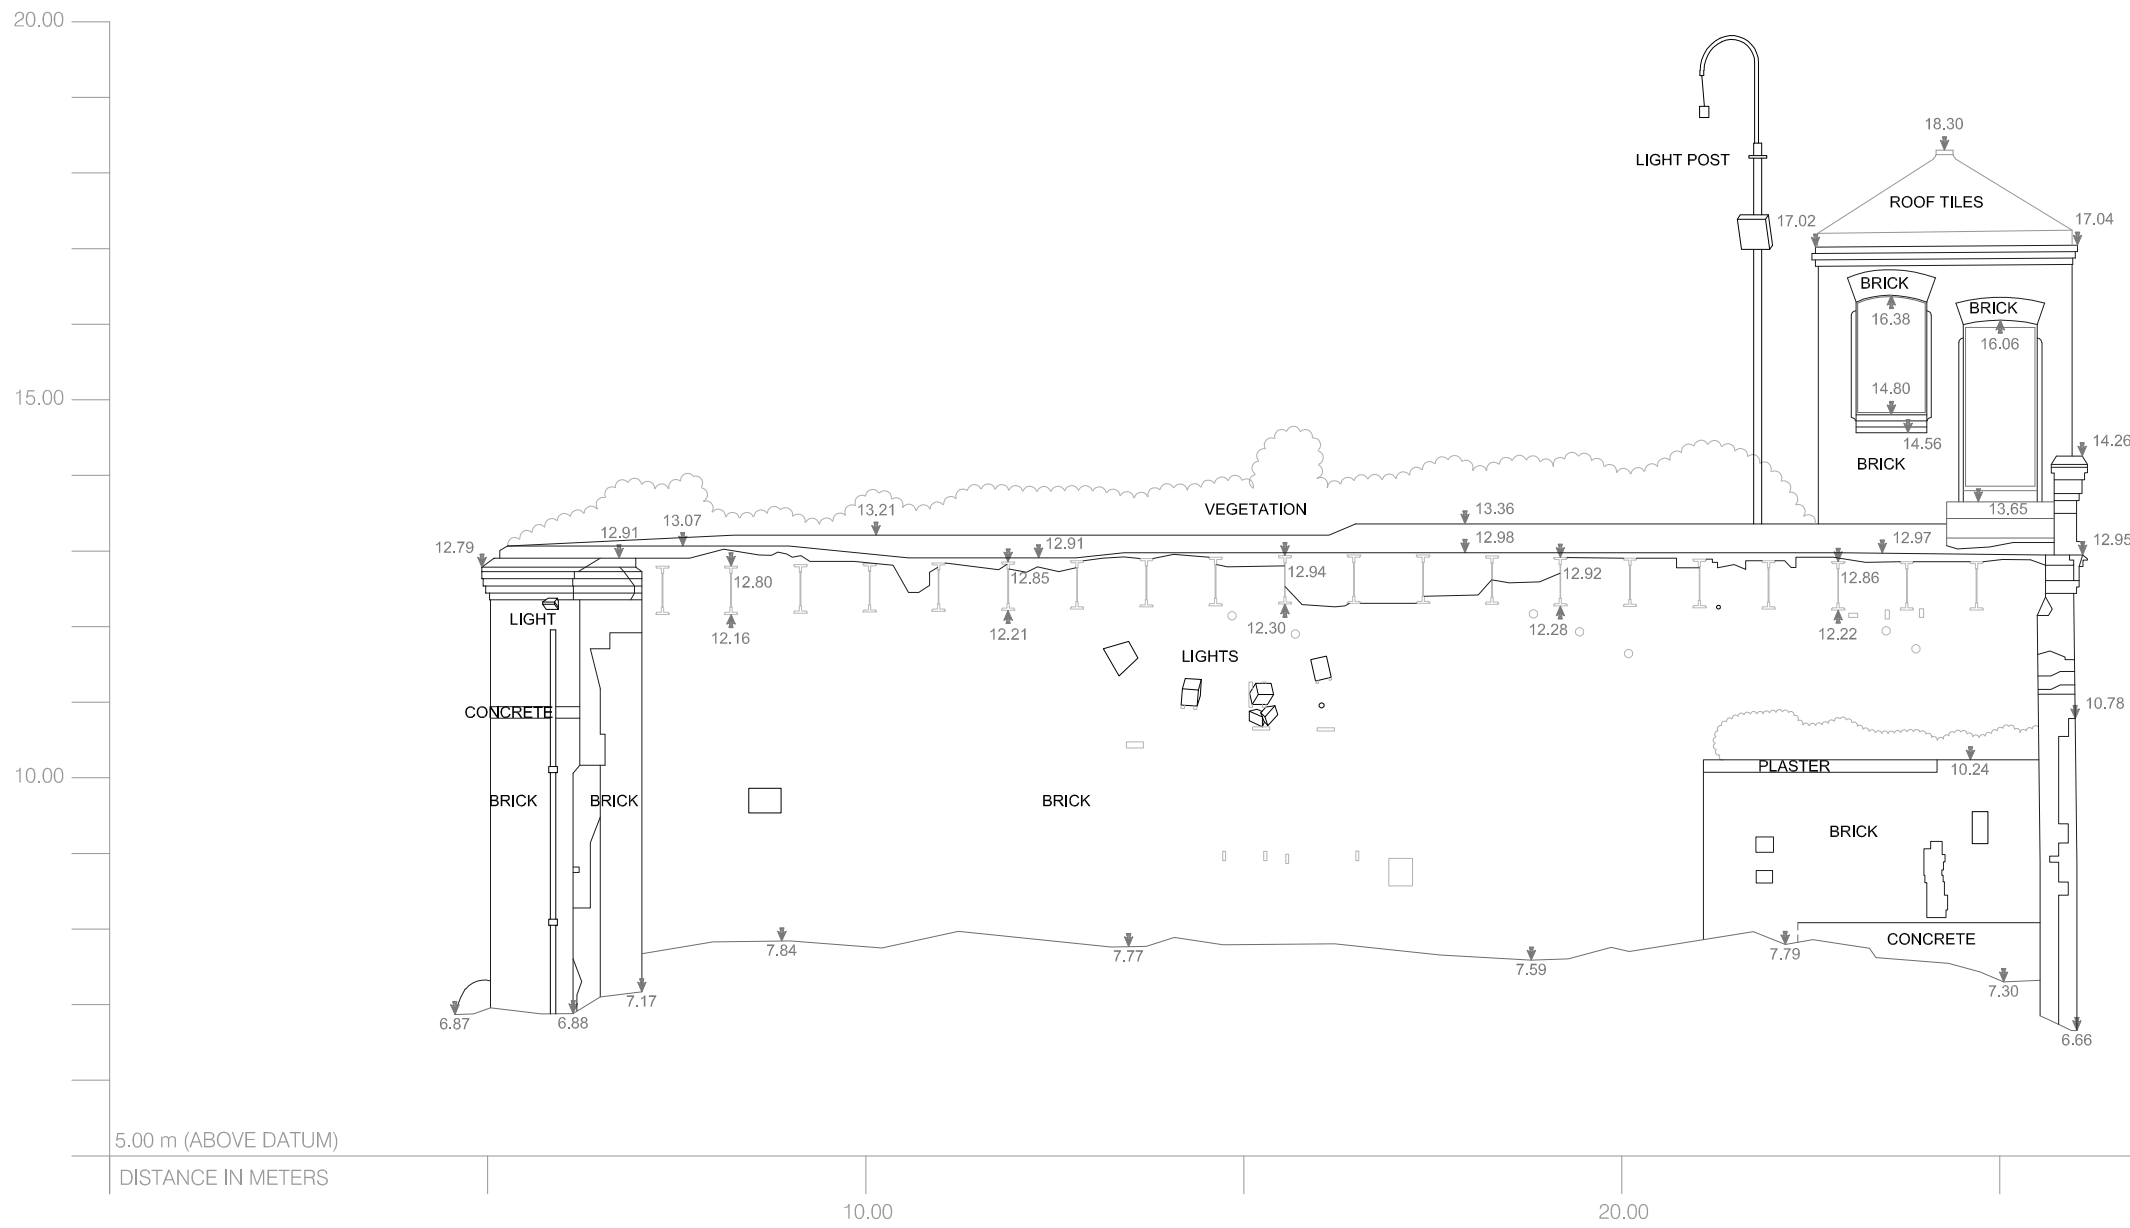 20.00
18.30
LIGHT POST
ROOF TILES
17.02
17.04
BRICK
BRICK
16.38
16.06
14.80
15.00
14.56
14.26
BRICK
VEGETATION
13.21
13.36
13.65
13.07
12.91
12.79
12.91
12.98
12.97
12.95
12.80
12.85
12.94
12.92
12.86
LIGHT
12.16
12.21
12.30
12.28
12.22
LIGHTS
CONCRETE
10.78
10.00
PLASTER
10.24
BRICK
BRICK
BRICK
BRICK
CONCRETE
7.84
7.77
7.59
7.79
7.30
7.17
6.87
6.88
6.66
5.00 m (ABOVE DATUM)
DISTANCE IN METERS
10.00
20.00